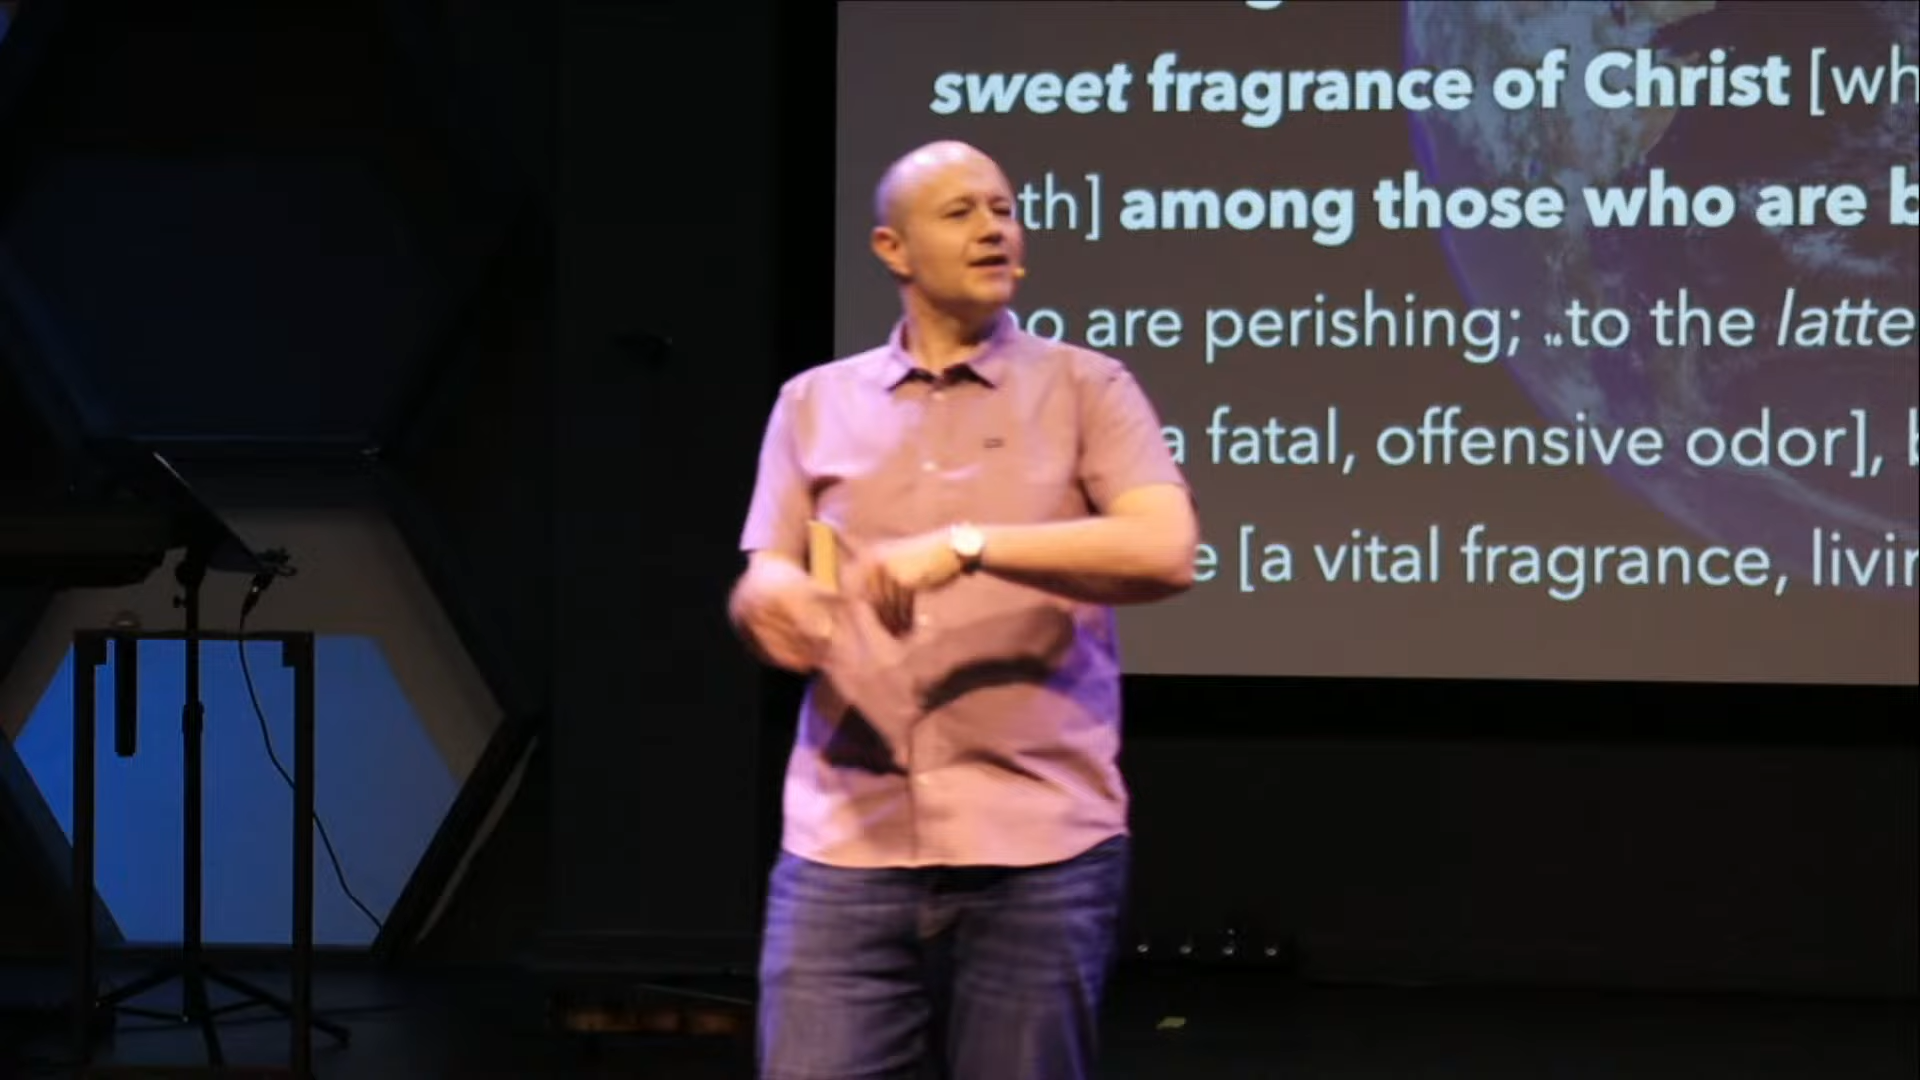 sweet fragrance of Christ [wh
th] among those who are b
o are perishing; to the latte
a fatal, offensive odor], b
e [a vital fragrance, livin